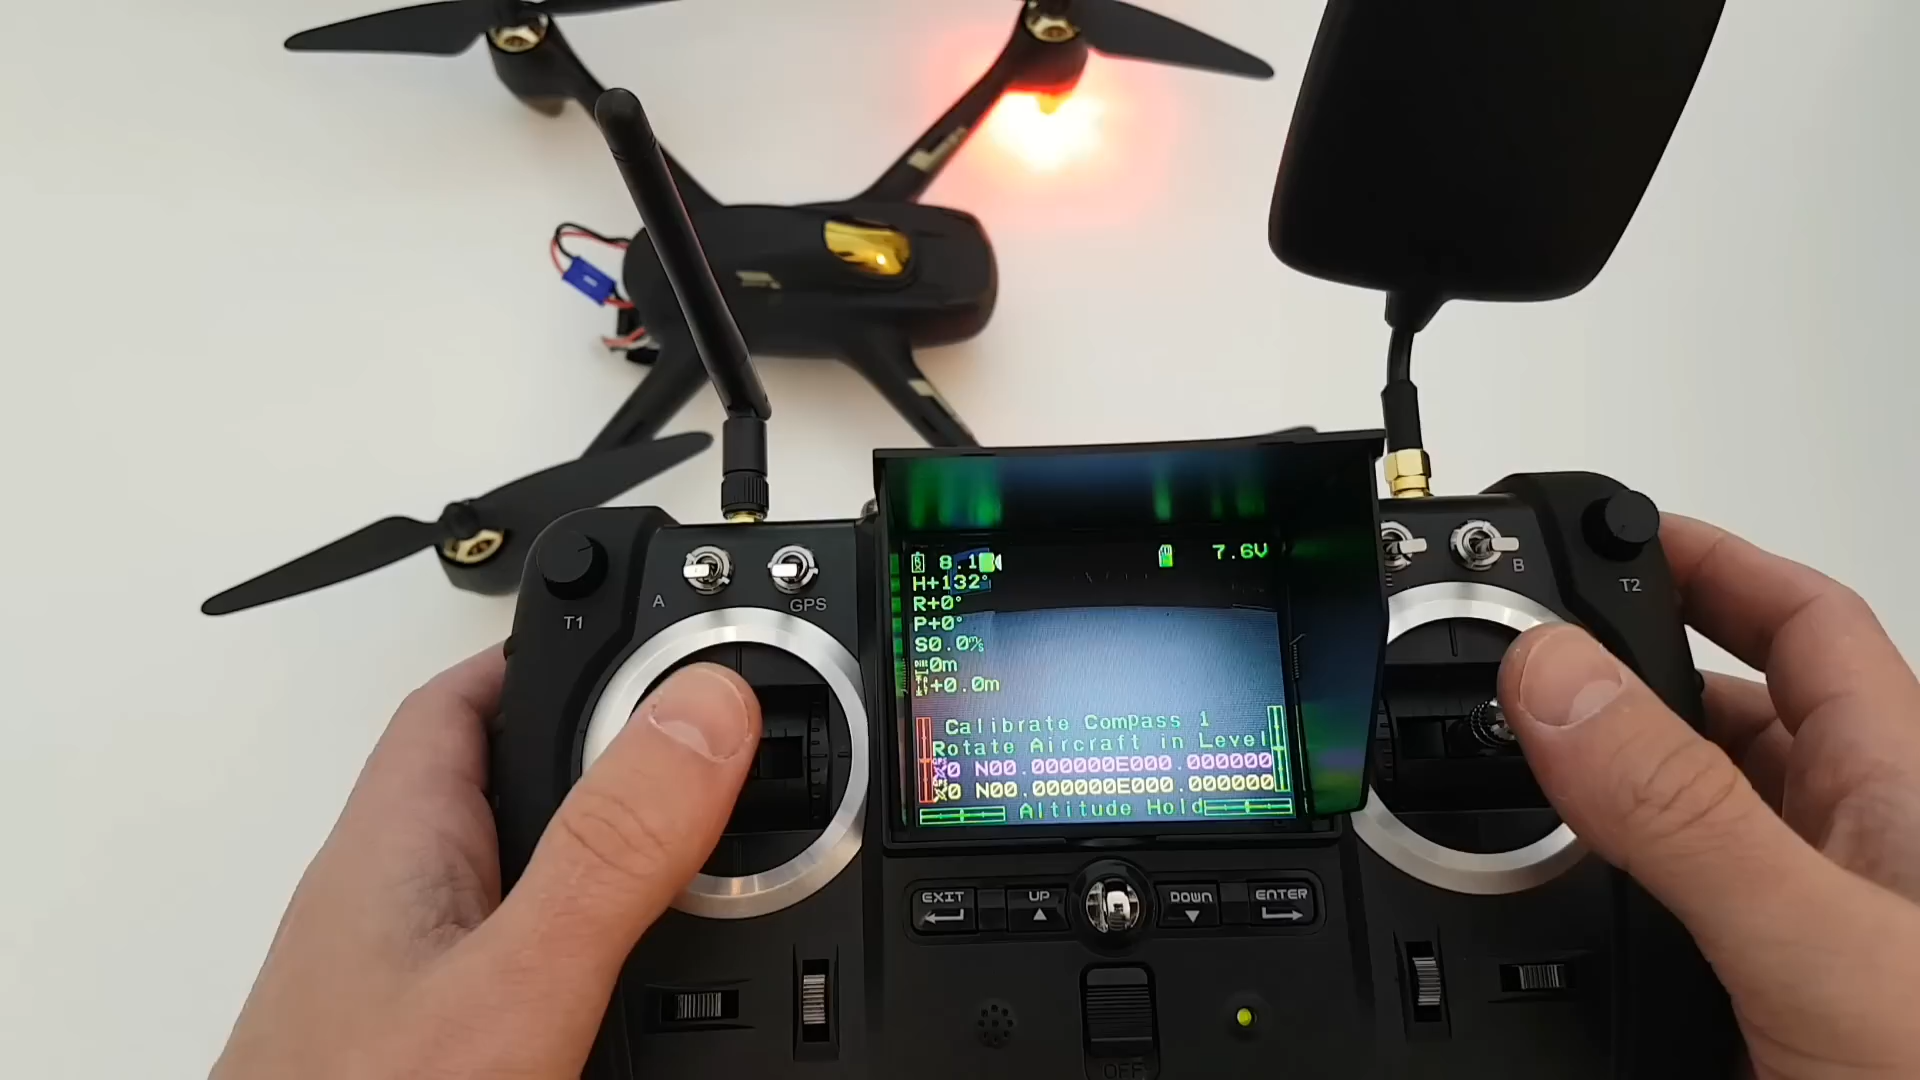 8.1 7.6V
H+132°
R+0°
P+0°
S0.0m/s
0m
+0.0m
Calibrate Compass 1
Rotate Aircraft in Level
0 N00.000000E000.000000
0 N00.000000E000.000000
Altitude Hold
A GPS B
T1 T2
EXIT UP DOWN ENTER
OFF